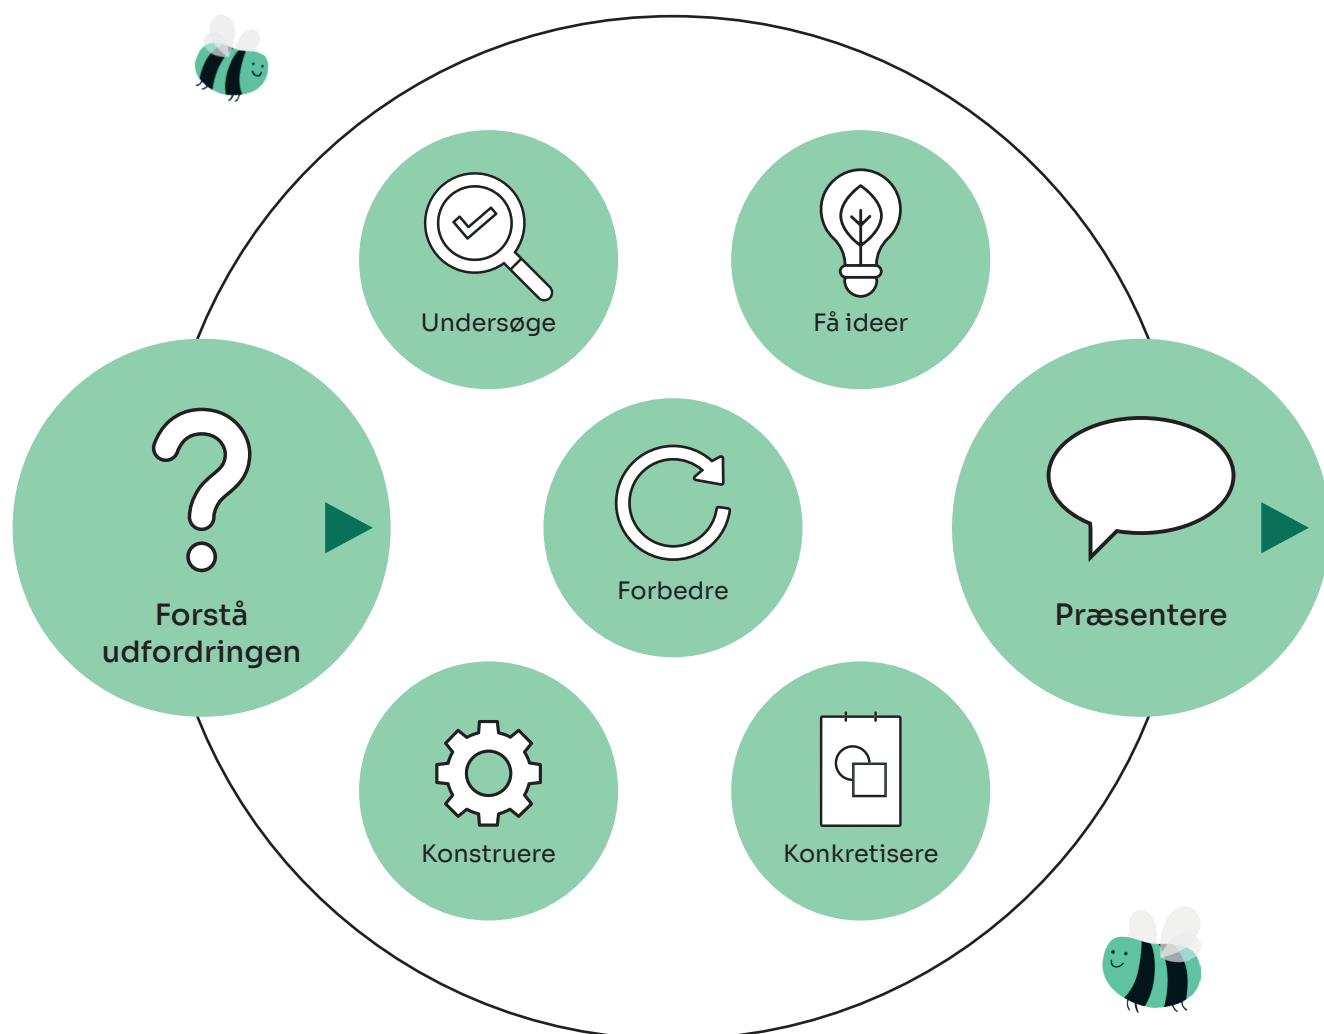 Undersøge
Få ideer
Forstå
udfordringen
Forbedre
Præsentere
Konstruere
Konkretisere